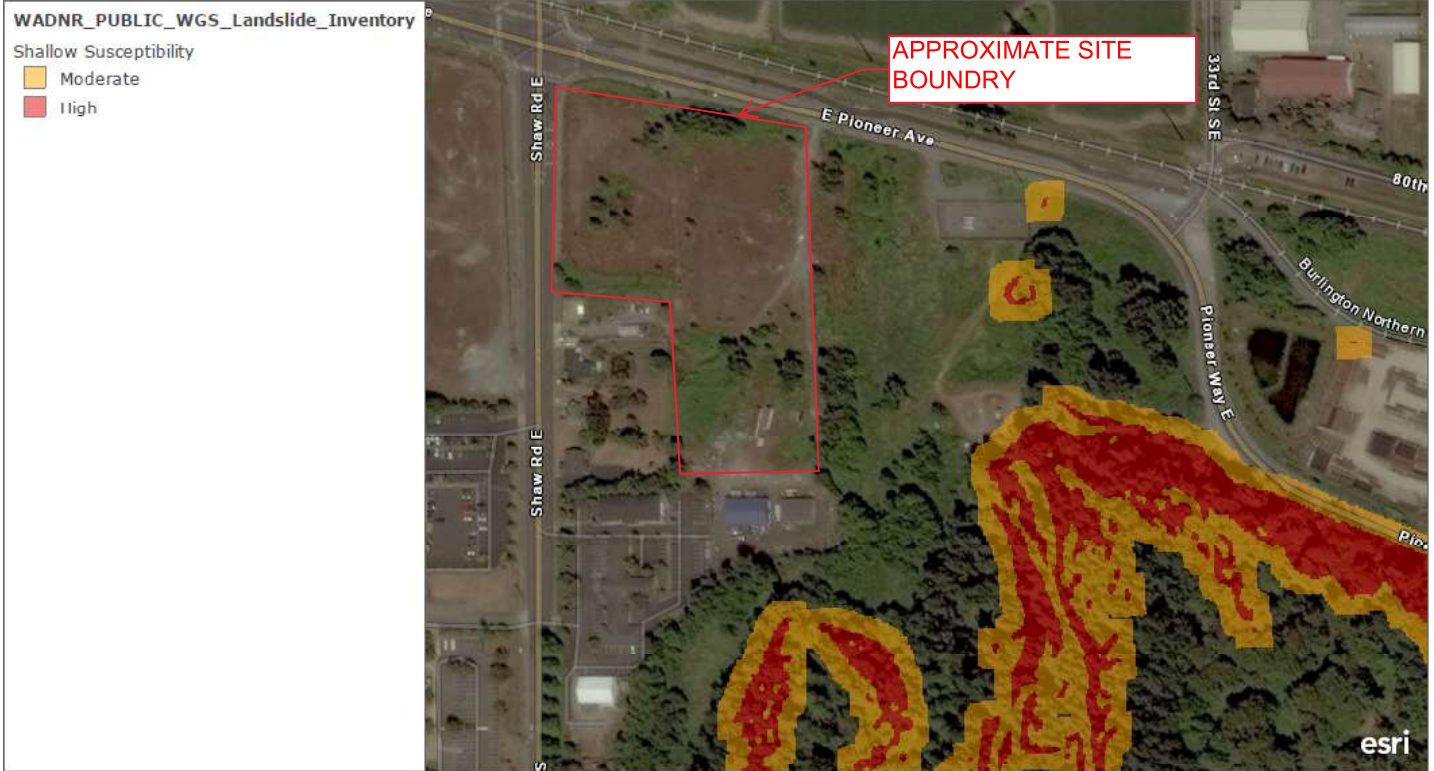 WADNR_PUBLIC_WGS_Landslide_Inventory
Shallow Susceptibility
Moderate
High
APPROXIMATE SITE
BOUNDRY
Shaw Rd E
E Pioneer Ave
33rd St SE
80th
Burlington Northern
Pioneer Way E
Shaw Rd E
S
esri